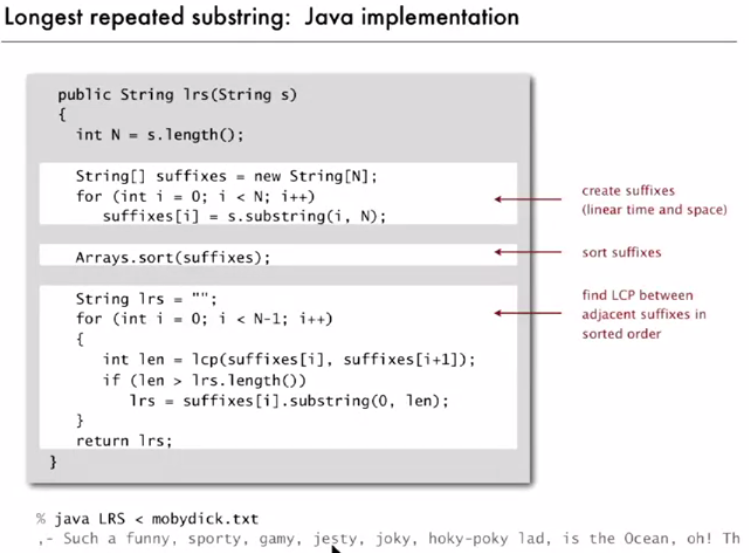 Longest repeated substring: Java implementation
public String lrs(String s)
{
int N = s.length();
String[] suffixes = new String[N];
for (int i = 0; i < N; i++)
suffixes[i] = s.substring(i, N);
create suffixes
(linear time and space)
Arrays.sort(suffixes);
sort suffixes
String lrs = "";
for (int i = 0; i < N-1; i++)
{
int len = lcp(suffixes[i], suffixes[i+1]);
if (len > lrs.length())
lrs = suffixes[i].substring(0, len);
}
return lrs;
find LCP between
adjacent suffixes in
sorted order
}
% java LRS < mobydick.txt
,- Such a funny, sporty, gamy, jesty, joky, hoky-poky lad, is the Ocean, oh! Th